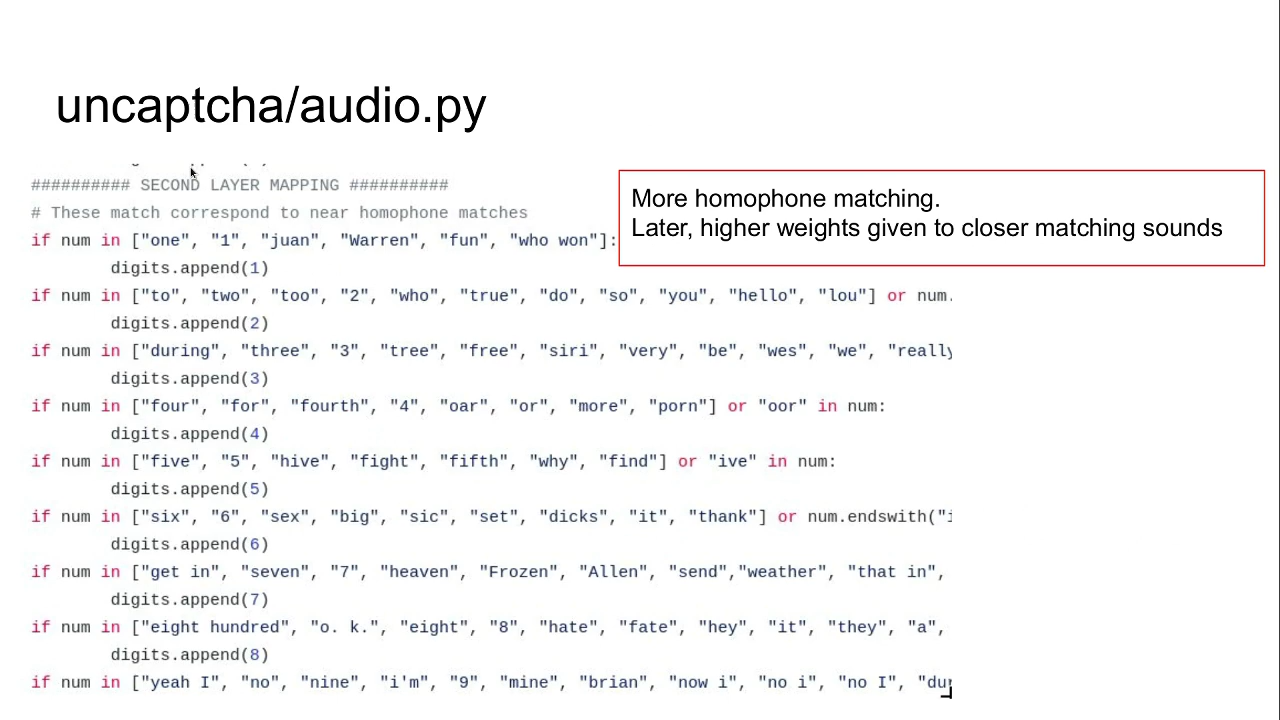 uncaptcha/audio.py
########## SECOND LAYER MAPPING ##########
# These match correspond to near homophone matches
if num in ["one", "1", "juan", "Warren", "fun", "who won"]:
digits.append(1)
if num in ["to", "two", "too", "2", "who", "true", "do", "so", "you", "hello", "lou"] or num.
digits.append(2)
if num in ["during", "three", "3", "tree", "free", "siri", "very", "be", "wes", "we", "really
digits.append(3)
if num in ["four", "for", "fourth", "4", "oar", "or", "more", "porn"] or "oor" in num:
digits.append(4)
if num in ["five", "5", "hive", "fight", "fifth", "why", "find"] or "ive" in num:
digits.append(5)
if num in ["six", "6", "sex", "big", "sic", "set", "dicks", "it", "thank"] or num.endswith("i
digits.append(6)
if num in ["get in", "seven", "7", "heaven", "Frozen", "Allen", "send","weather", "that in",
digits.append(7)
if num in ["eight hundred", "o. k.", "eight", "8", "hate", "fate", "hey", "it", "they", "a",
digits.append(8)
if num in ["yeah I", "no", "nine", "i'm", "9", "mine", "brian", "now i", "no i", "no I",
More homophone matching.
Later, higher weights given to closer matching sounds